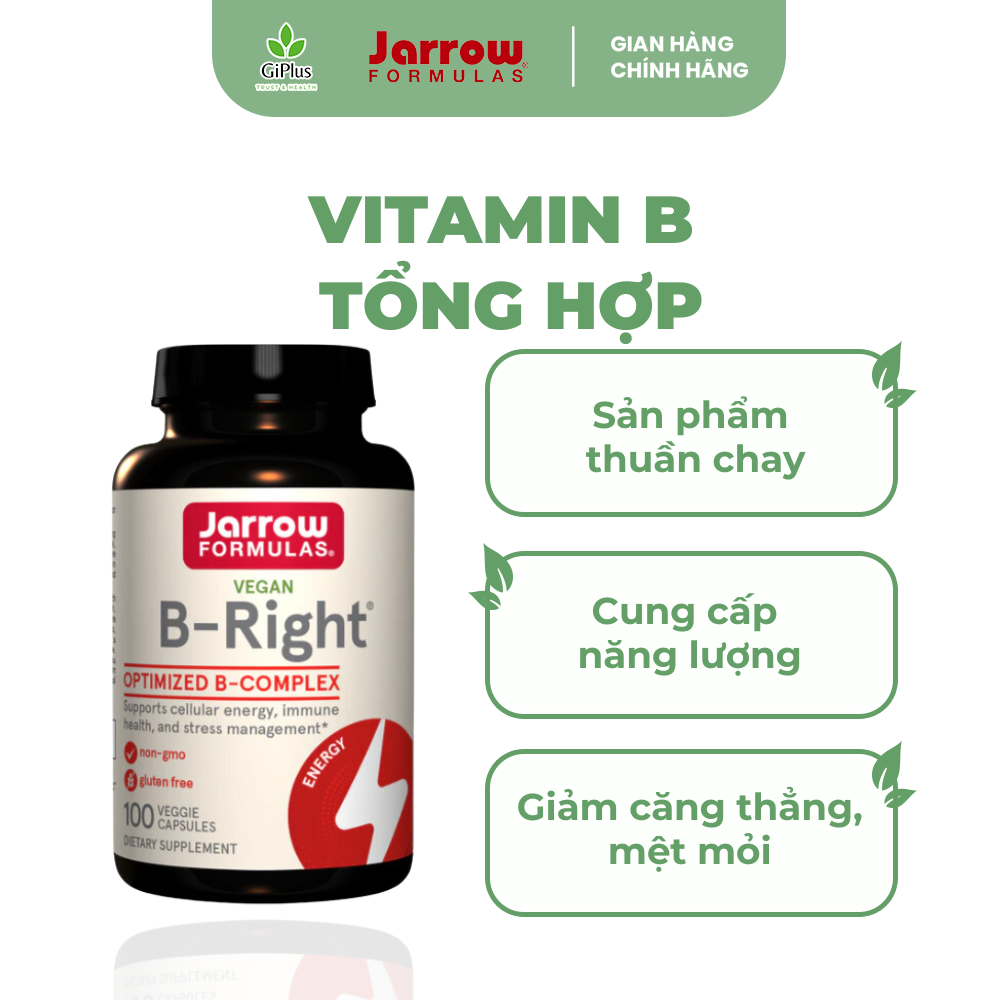 GiPlus
TRUST & HEALTH
Jarrow
FORMULAS
GIAN HÀNG
CHÍNH HÃNG
VITAMIN B
TỔNG HỢP
Jarrow
FORMULAS®
VEGAN
B-Right®
OPTIMIZED B-COMPLEX
Supports cellular energy, immune
health, and stress management*
non-gmo
gluten free
100 VEGGIE
CAPSULES
DIETARY SUPPLEMENT
ENERGY
Sản phẩm
thuần chay
Cung cấp
năng lượng
Giảm căng thẳng,
mệt mỏi